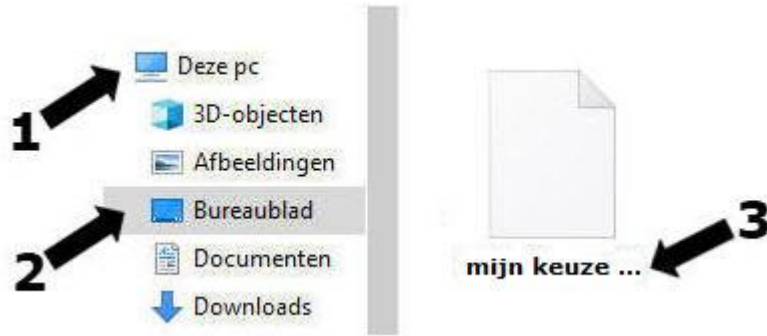 1
Deze pc
3D-objecten
Afbeeldingen
2
Bureaublad
Documenten
Downloads
3
mijn keuze ...